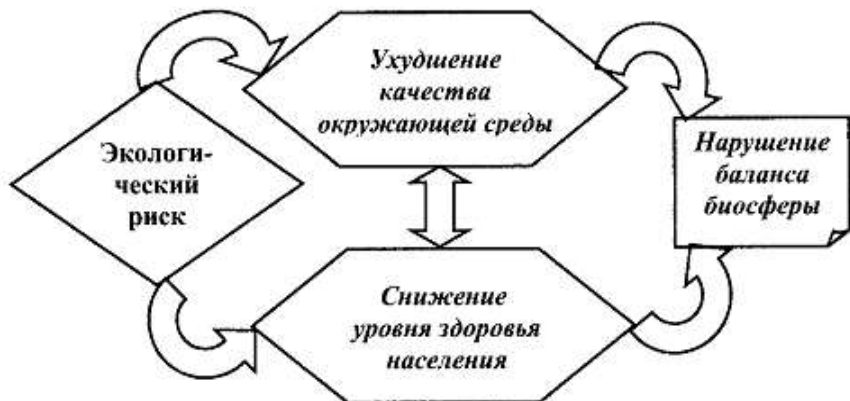 Экологи-
ческий
риск
Ухудшение
качества
окружающей среды
Снижение
уровня здоровья
населения
Нарушение
баланса
биосферы